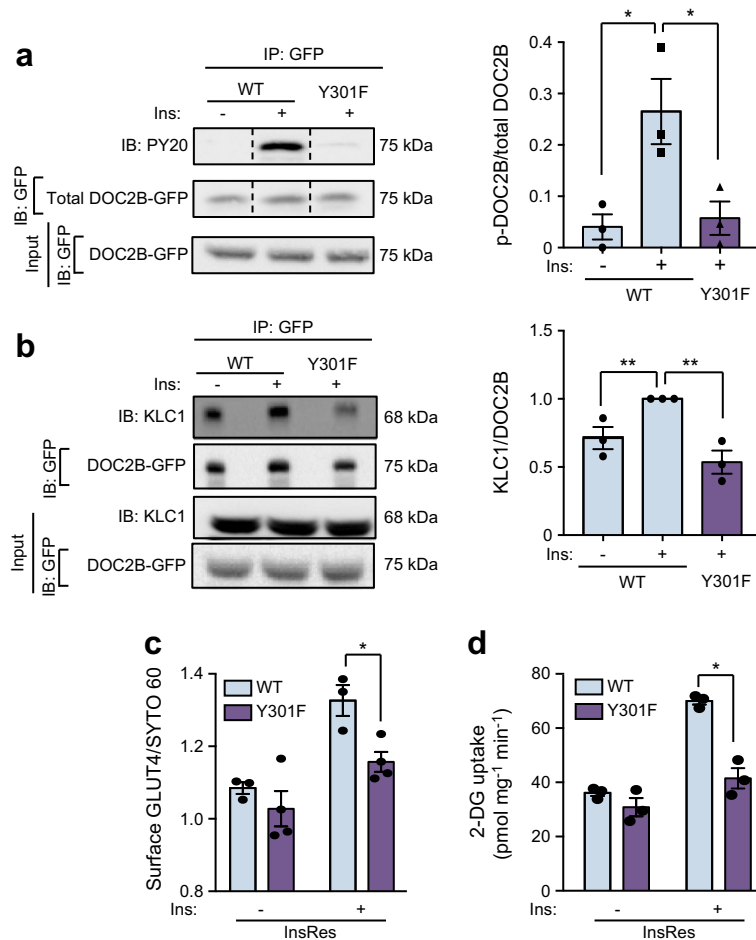 a
IP: GFP
WT Y301F
Ins: - + +
IB: PY20 75 kDa
IB: GFP Total DOC2B-GFP 75 kDa
Input IB: GFP DOC2B-GFP 75 kDa
p-DOC2B/total DOC2B
* *
0.4
0.3
0.2
0.1
0
Ins: - + +
WT Y301F
b
IP: GFP
WT Y301F
Ins: - + +
IB: KLC1 68 kDa
IB: GFP DOC2B-GFP 75 kDa
Input IB: KLC1 68 kDa
IB: GFP DOC2B-GFP 75 kDa
KLC1/DOC2B
** **
1.5
1.0
0.5
0
Ins: - + +
WT Y301F
c
Surface GLUT4/SYTO 60
WT
Y301F
*
1.4
1.2
1.0
0.8
Ins: - +
InsRes
d
2-DG uptake
(pmol mg-1 min-1)
WT
Y301F
*
80
60
40
20
0
Ins: - +
InsRes